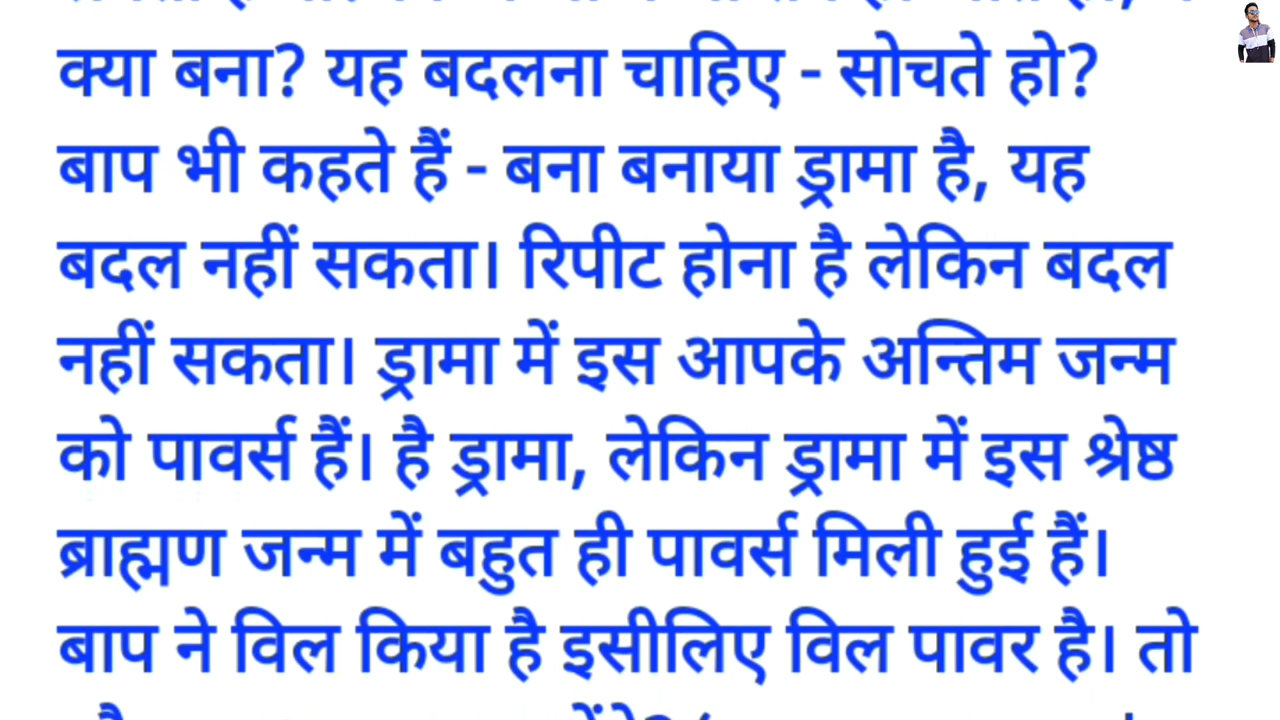 क्या बना? यह बदलना चाहिए - सोचते हो?
बाप भी कहते हैं - बना बनाया ड्रामा है, यह
बदल नहीं सकता। रिपीट होना है लेकिन बदल
नहीं सकता। ड्रामा में इस आपके अन्तिम जन्म
को पावर्स हैं। है ड्रामा, लेकिन ड्रामा में इस श्रेष्ठ
ब्राह्मण जन्म में बहुत ही पावर्स मिली हुई हैं।
बाप ने विल किया है इसीलिए विल पावर है। तो